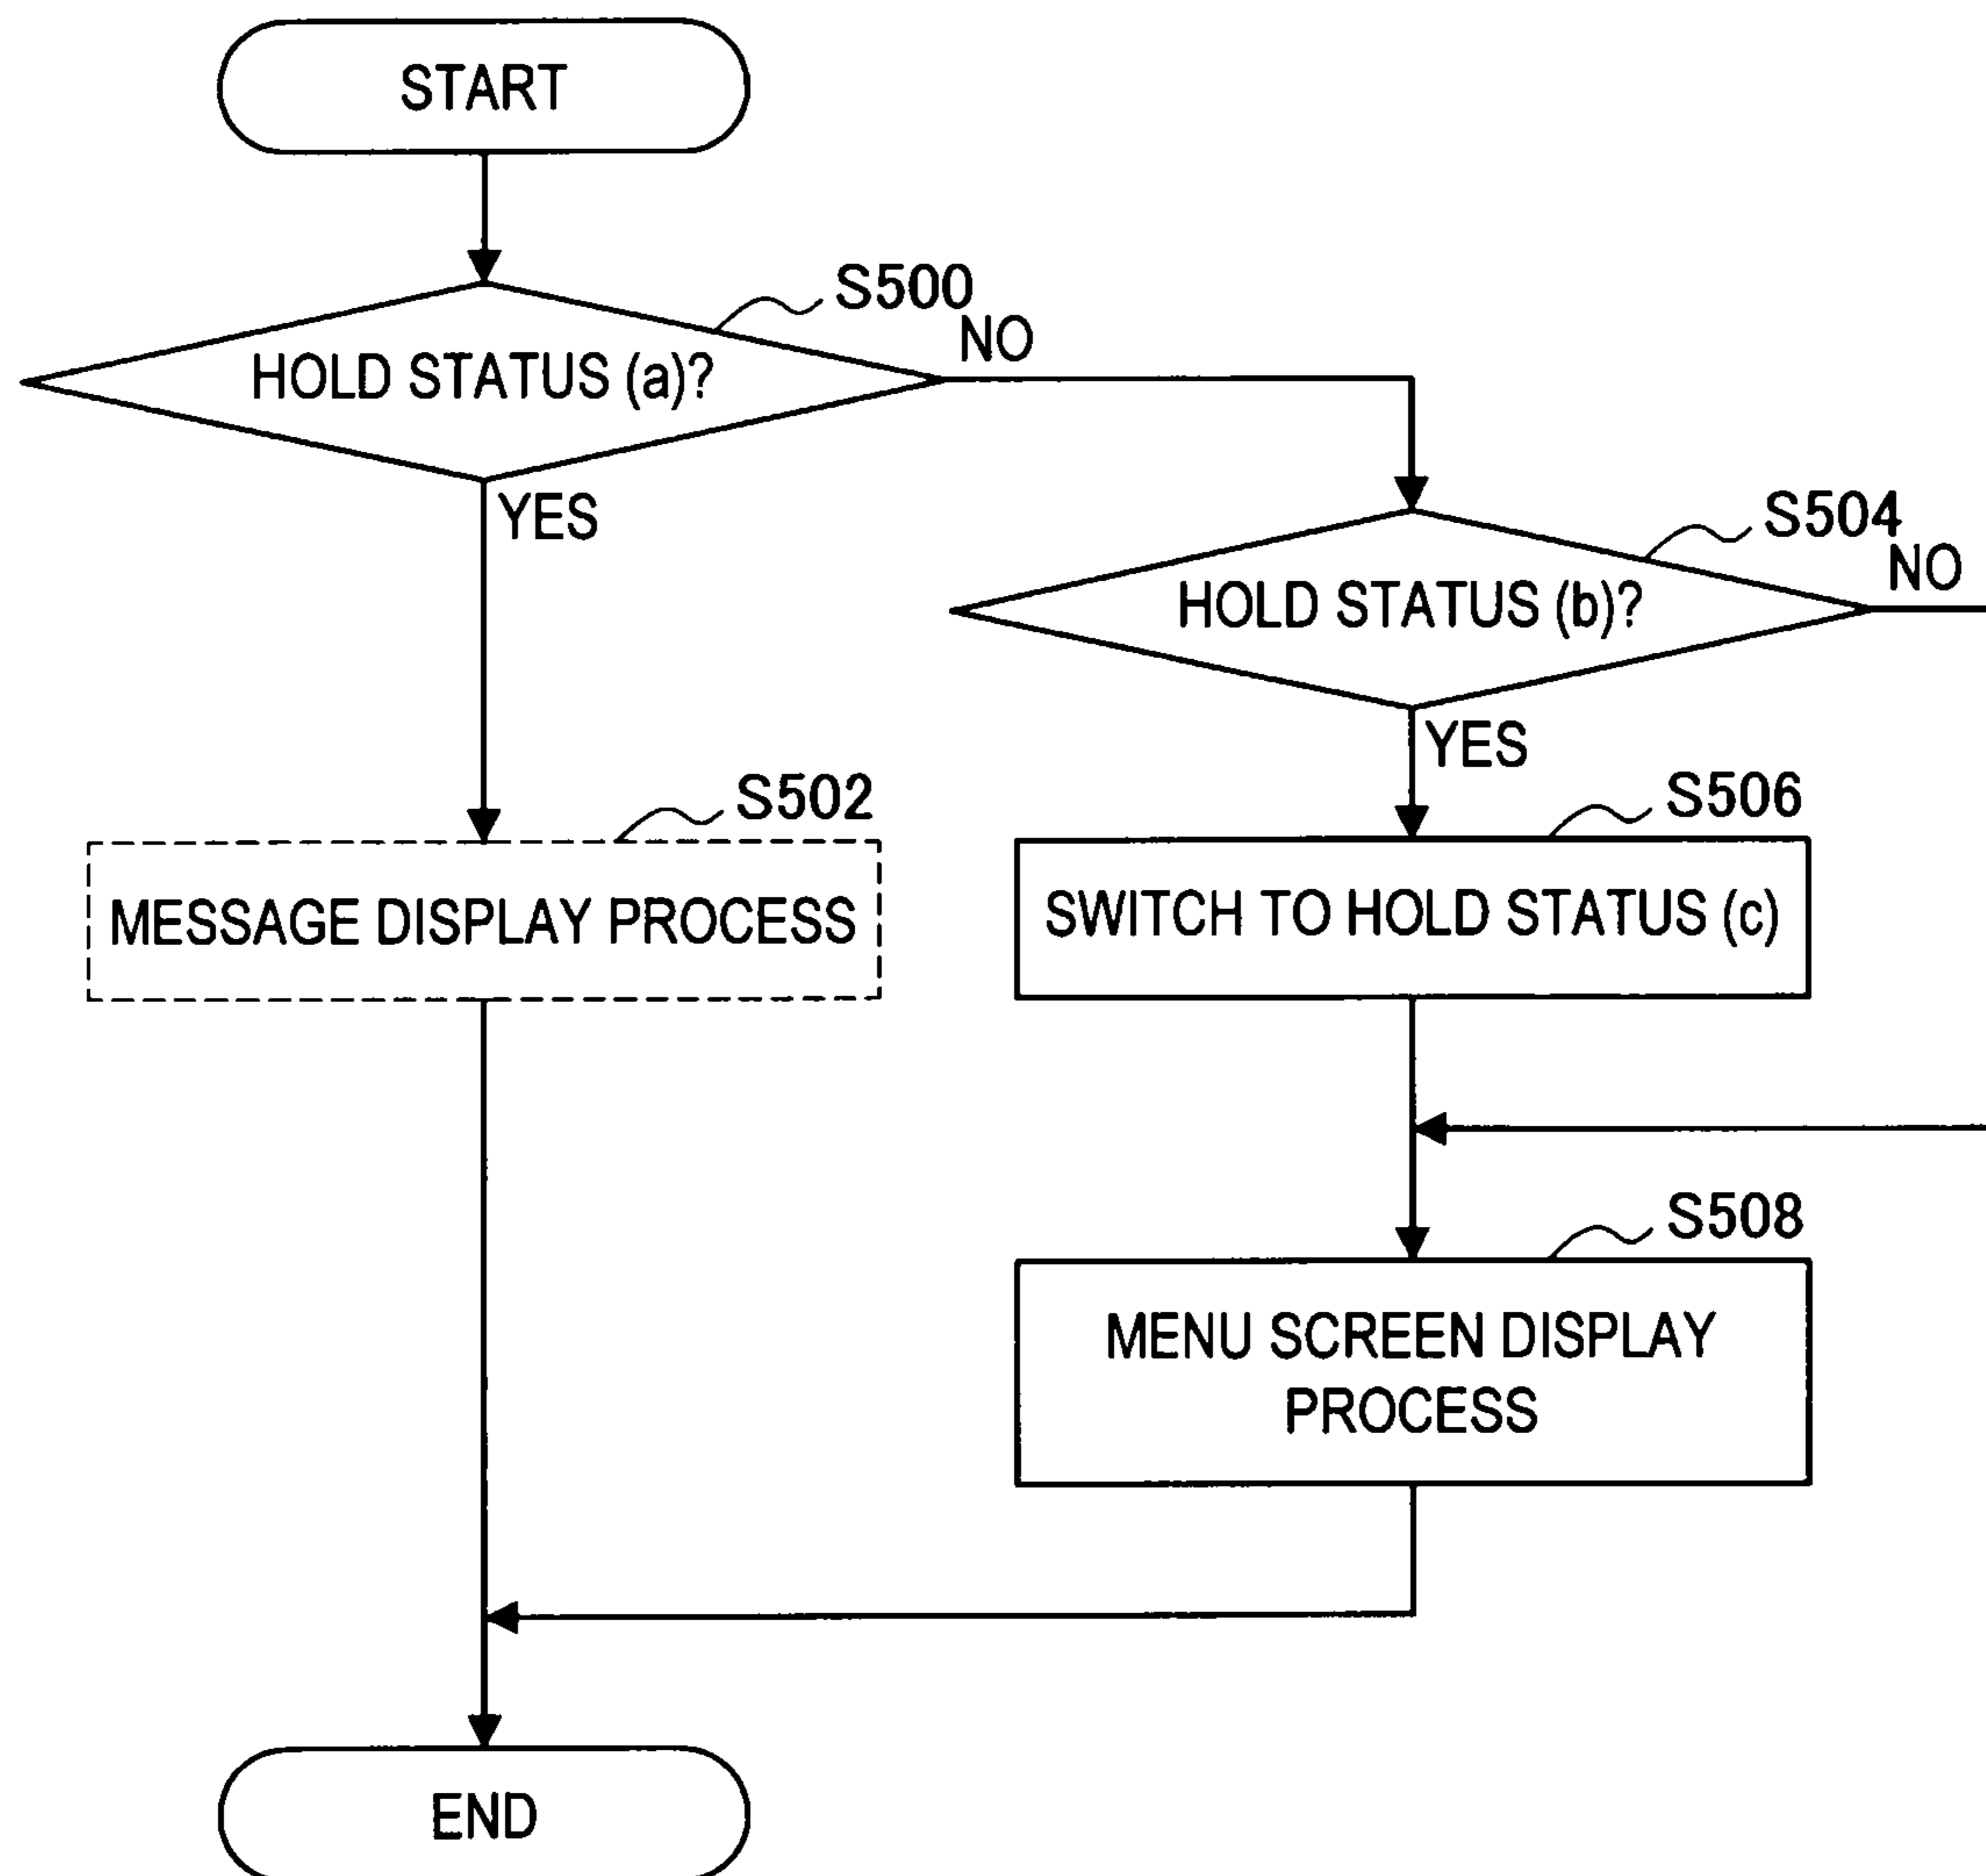 START
S500
NO
HOLD STATUS (a)?
YES
S504
NO
HOLD STATUS (b)?
YES
S502
MESSAGE DISPLAY PROCESS
S506
SWITCH TO HOLD STATUS (c)
S508
MENU SCREEN DISPLAY
PROCESS
END